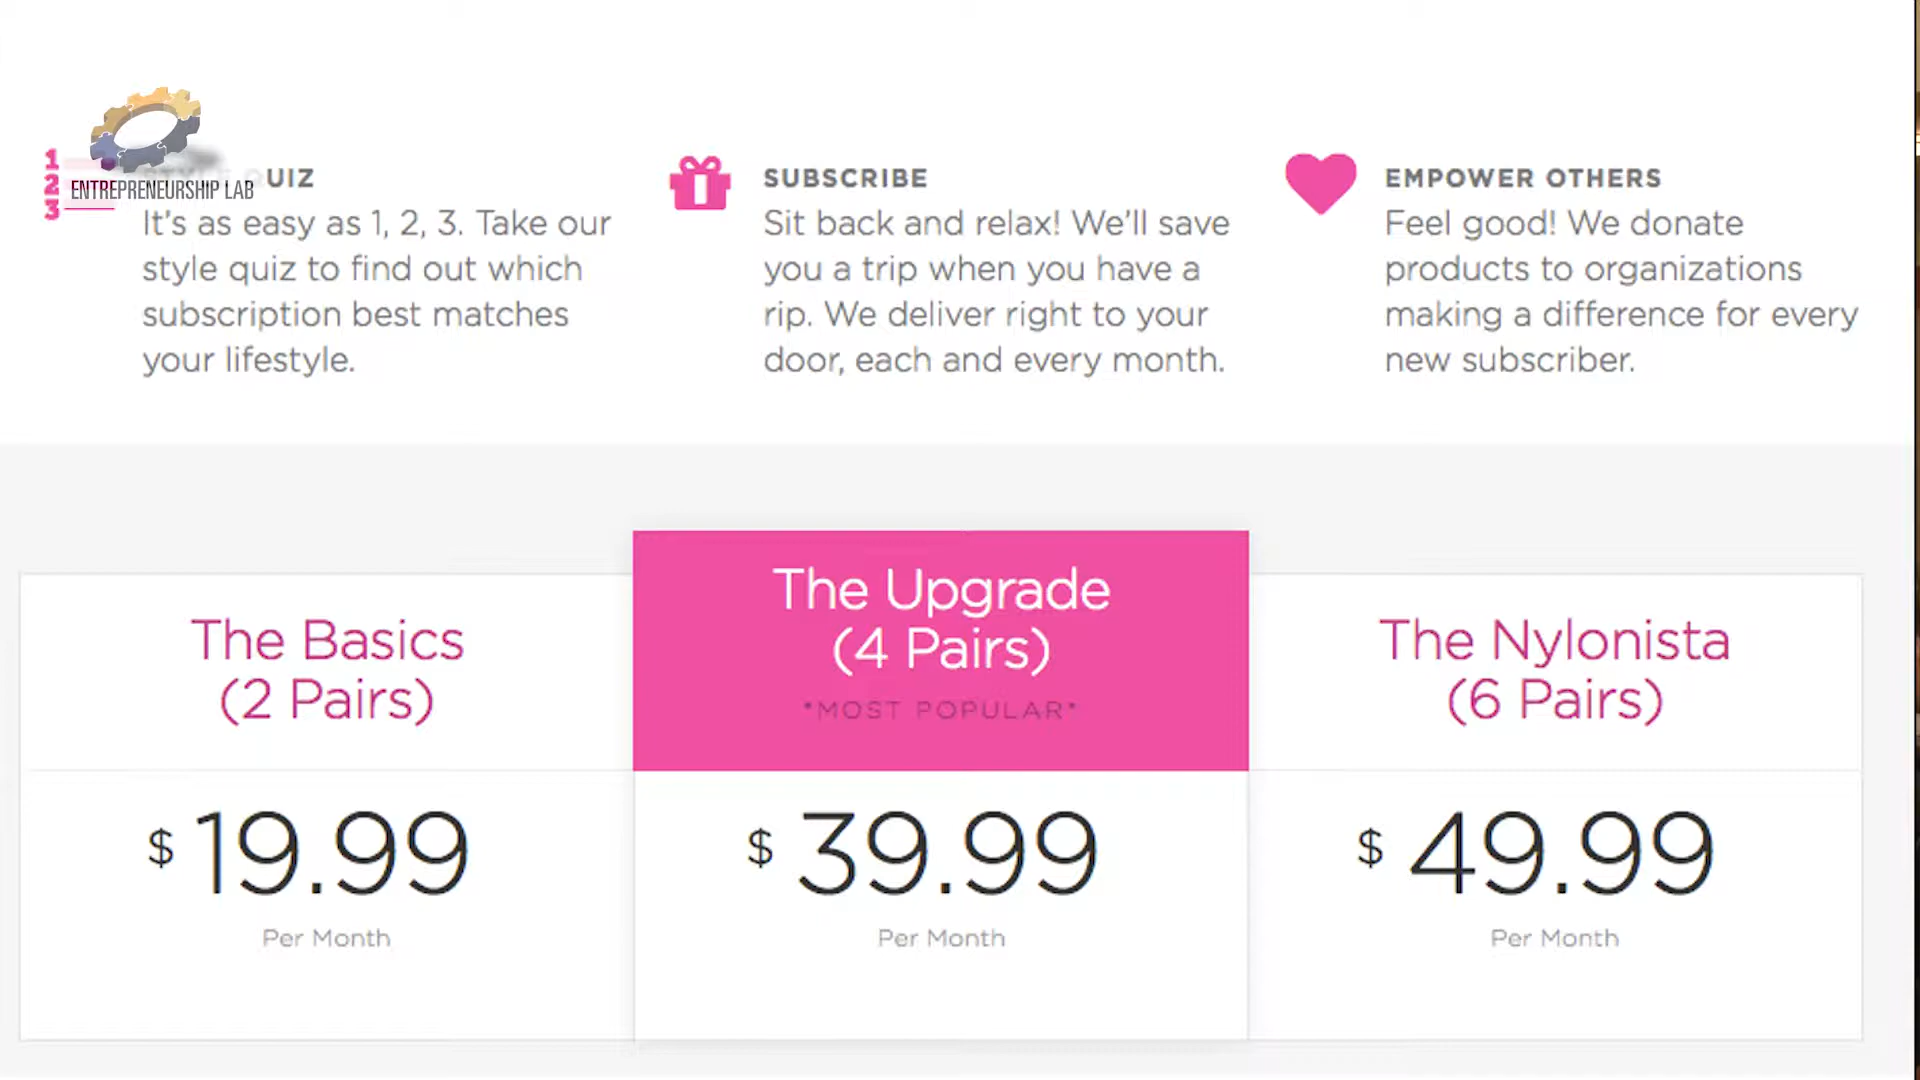 1
2
3
ENTREPRENEURSHIP LAB
UIZ
It's as easy as 1, 2, 3. Take our
style quiz to find out which
subscription best matches
your lifestyle.
SUBSCRIBE
Sit back and relax! We'll save
you a trip when you have a
rip. We deliver right to your
door, each and every month.
EMPOWER OTHERS
Feel good! We donate
products to organizations
making a difference for every
new subscriber.
The Basics
(2 Pairs)
$ 19.99
Per Month
The Upgrade
(4 Pairs)
*MOST POPULAR*
$ 39.99
Per Month
The Nylonista
(6 Pairs)
$ 49.99
Per Month